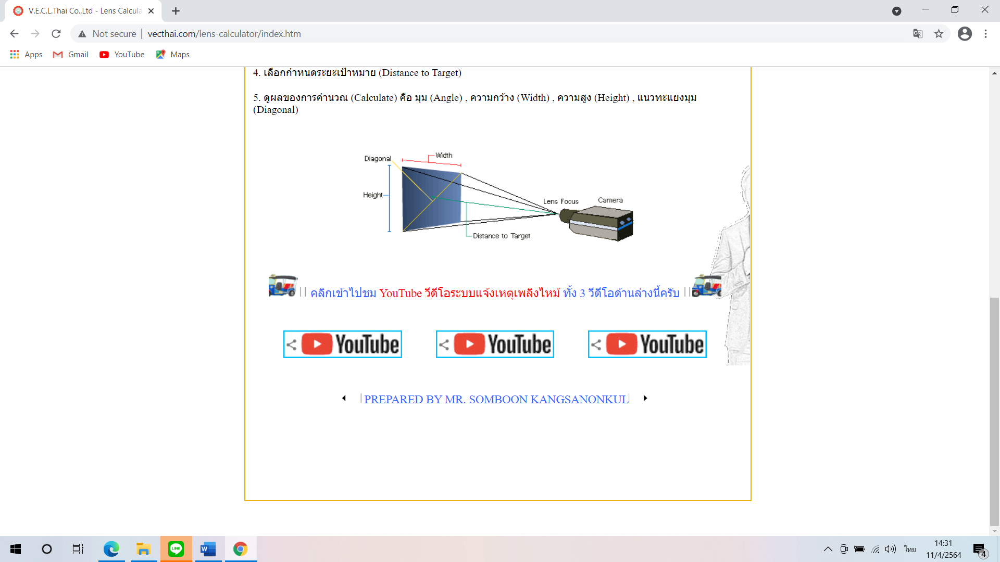 V.E.C.L.Thai Co.,Ltd - Lens Calcula
Not secure
vecthai.com/lens-calculator/index.htm
Apps
Gmail
YouTube
Maps
4. เลือกกำหนดระยะเป้าหมาย (Distance to Target)
5. ดูผลของการคำนวณ (Calculate) คือ มุม (Angle) , ความกว้าง (Width) , ความสูง (Height) , แนวทะแยงมุม
(Diagonal)
Diagonal
Width
Height
Lens Focus
Camera
Distance to Target
|| คลิกเข้าไปชม YouTube วีดีโอระบบแจ้งเหตุเพลิงไหม้ ทั้ง 3 วีดีโอด้านล่างนี้ครับ ||
YouTube
YouTube
YouTube
PREPARED BY MR. SOMBOON KANGSANONKUL
LINE
W
ไทย
14:31
11/4/2564
4